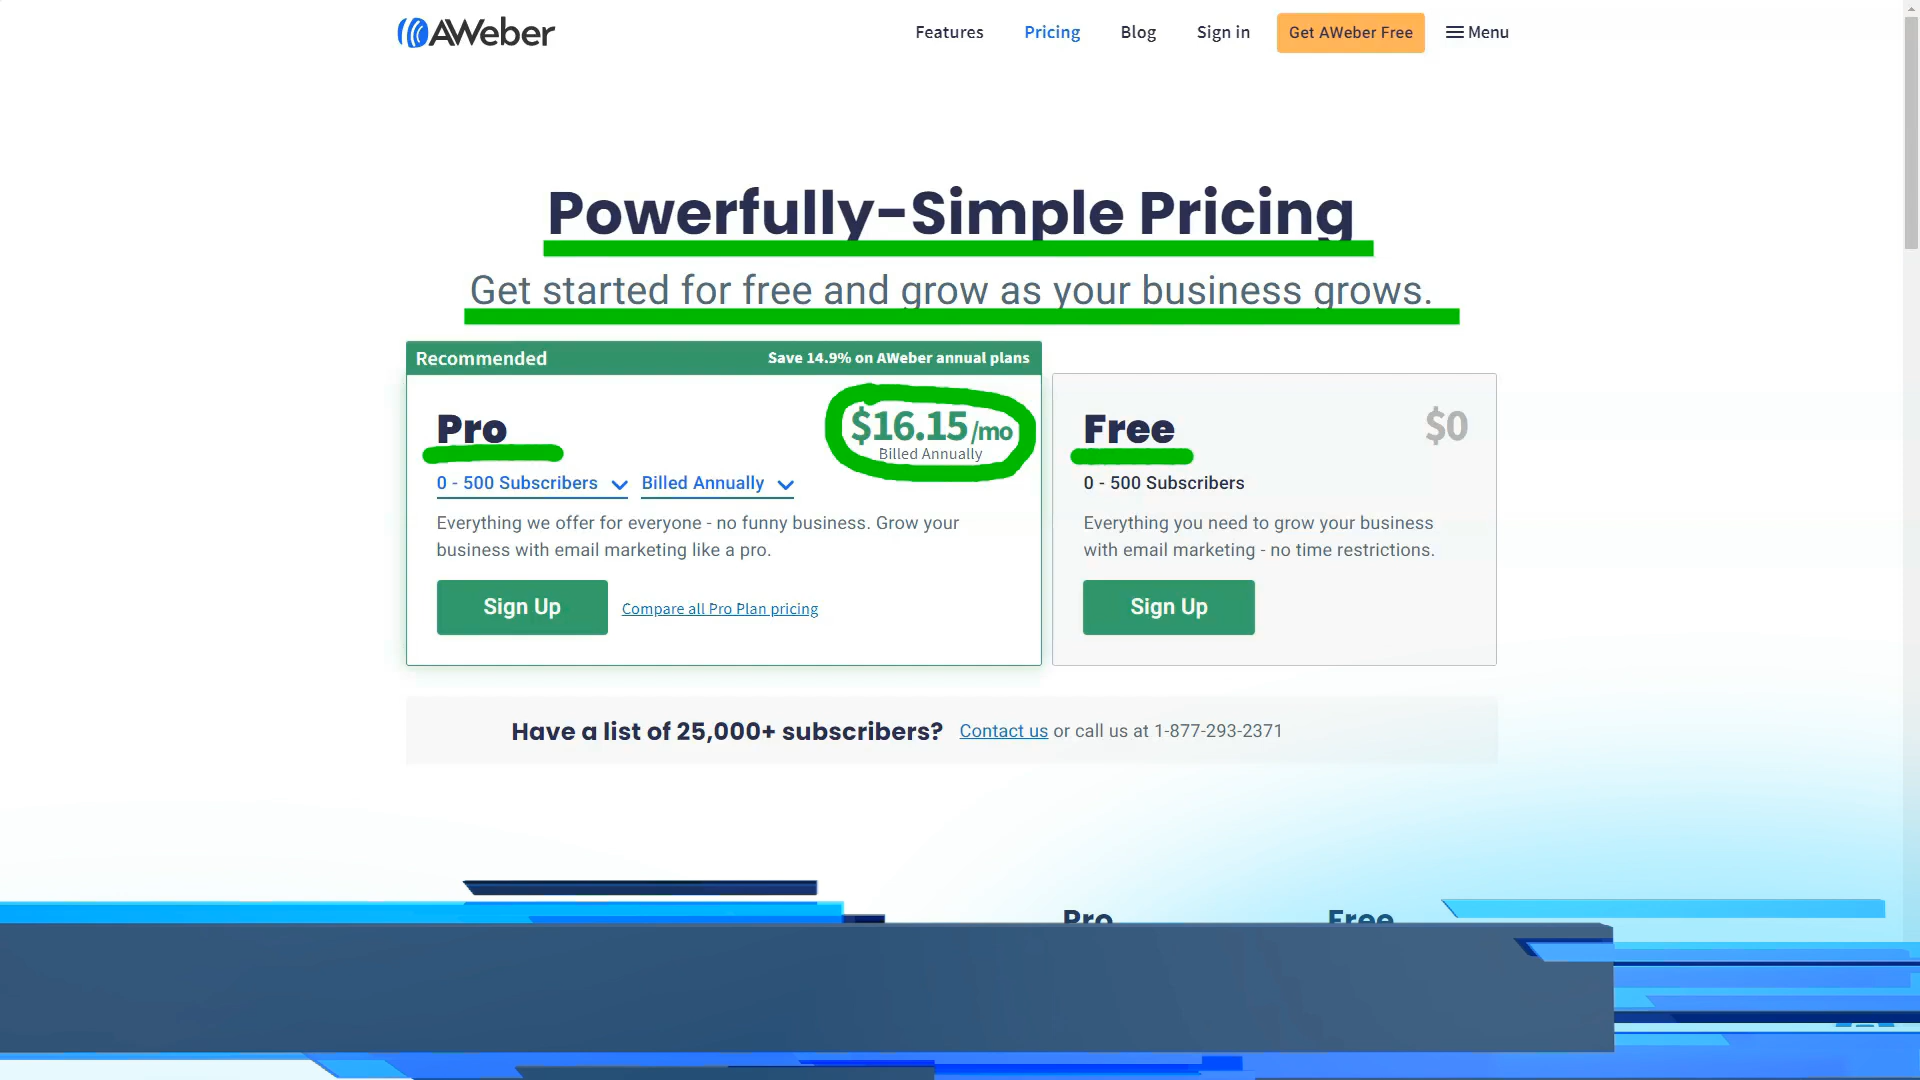 AWeber
Features Pricing Blog Sign in Get AWeber Free Menu
Powerfully-Simple Pricing
Get started for free and grow as your business grows.
Recommended Save 14.9% on AWeber annual plans
Pro $16.15/mo
Billed Annually
0 - 500 Subscribers Billed Annually
Everything we offer for everyone - no funny business. Grow your
business with email marketing like a pro.
Sign Up Compare all Pro Plan pricing
Free $0
0 - 500 Subscribers
Everything you need to grow your business
with email marketing - no time restrictions.
Sign Up
Have a list of 25,000+ subscribers? Contact us or call us at 1-877-293-2371
Pro Free